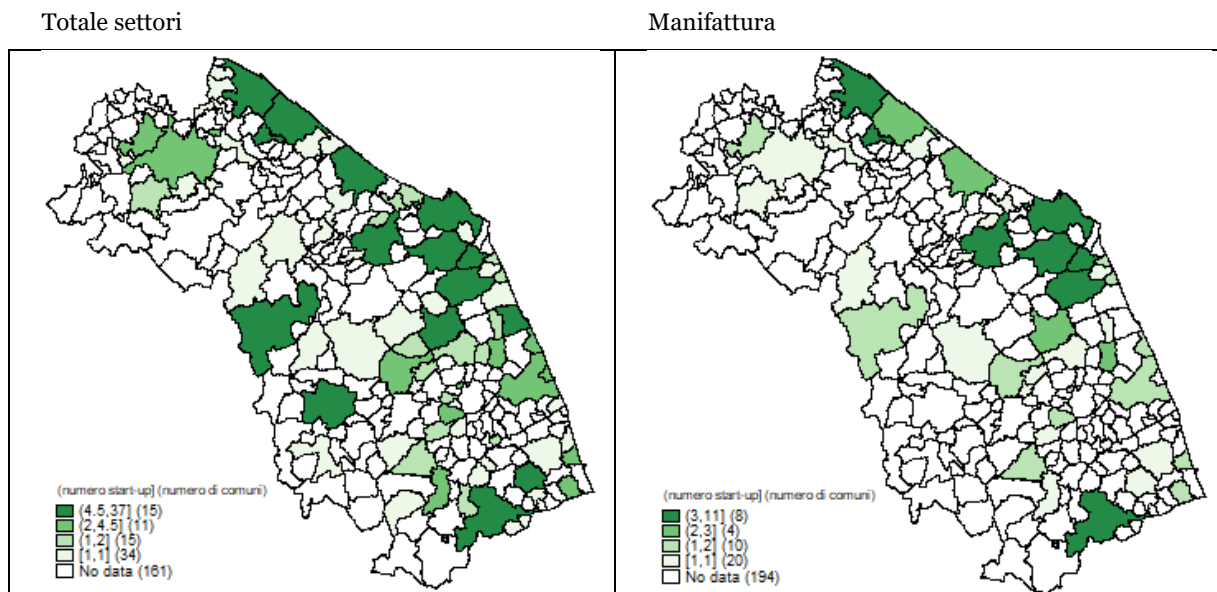 Totale settori
Manifattura
(numero start-up] (numero di comuni)
(4.5,37] (15)
(2,4.5] (11)
(1,2] (15)
[1,1] (34)
No data (161)
(numero start-up] (numero di comuni)
(3,11] (8)
(2,3] (4)
(1,2] (10)
[1,1] (20)
No data (194)